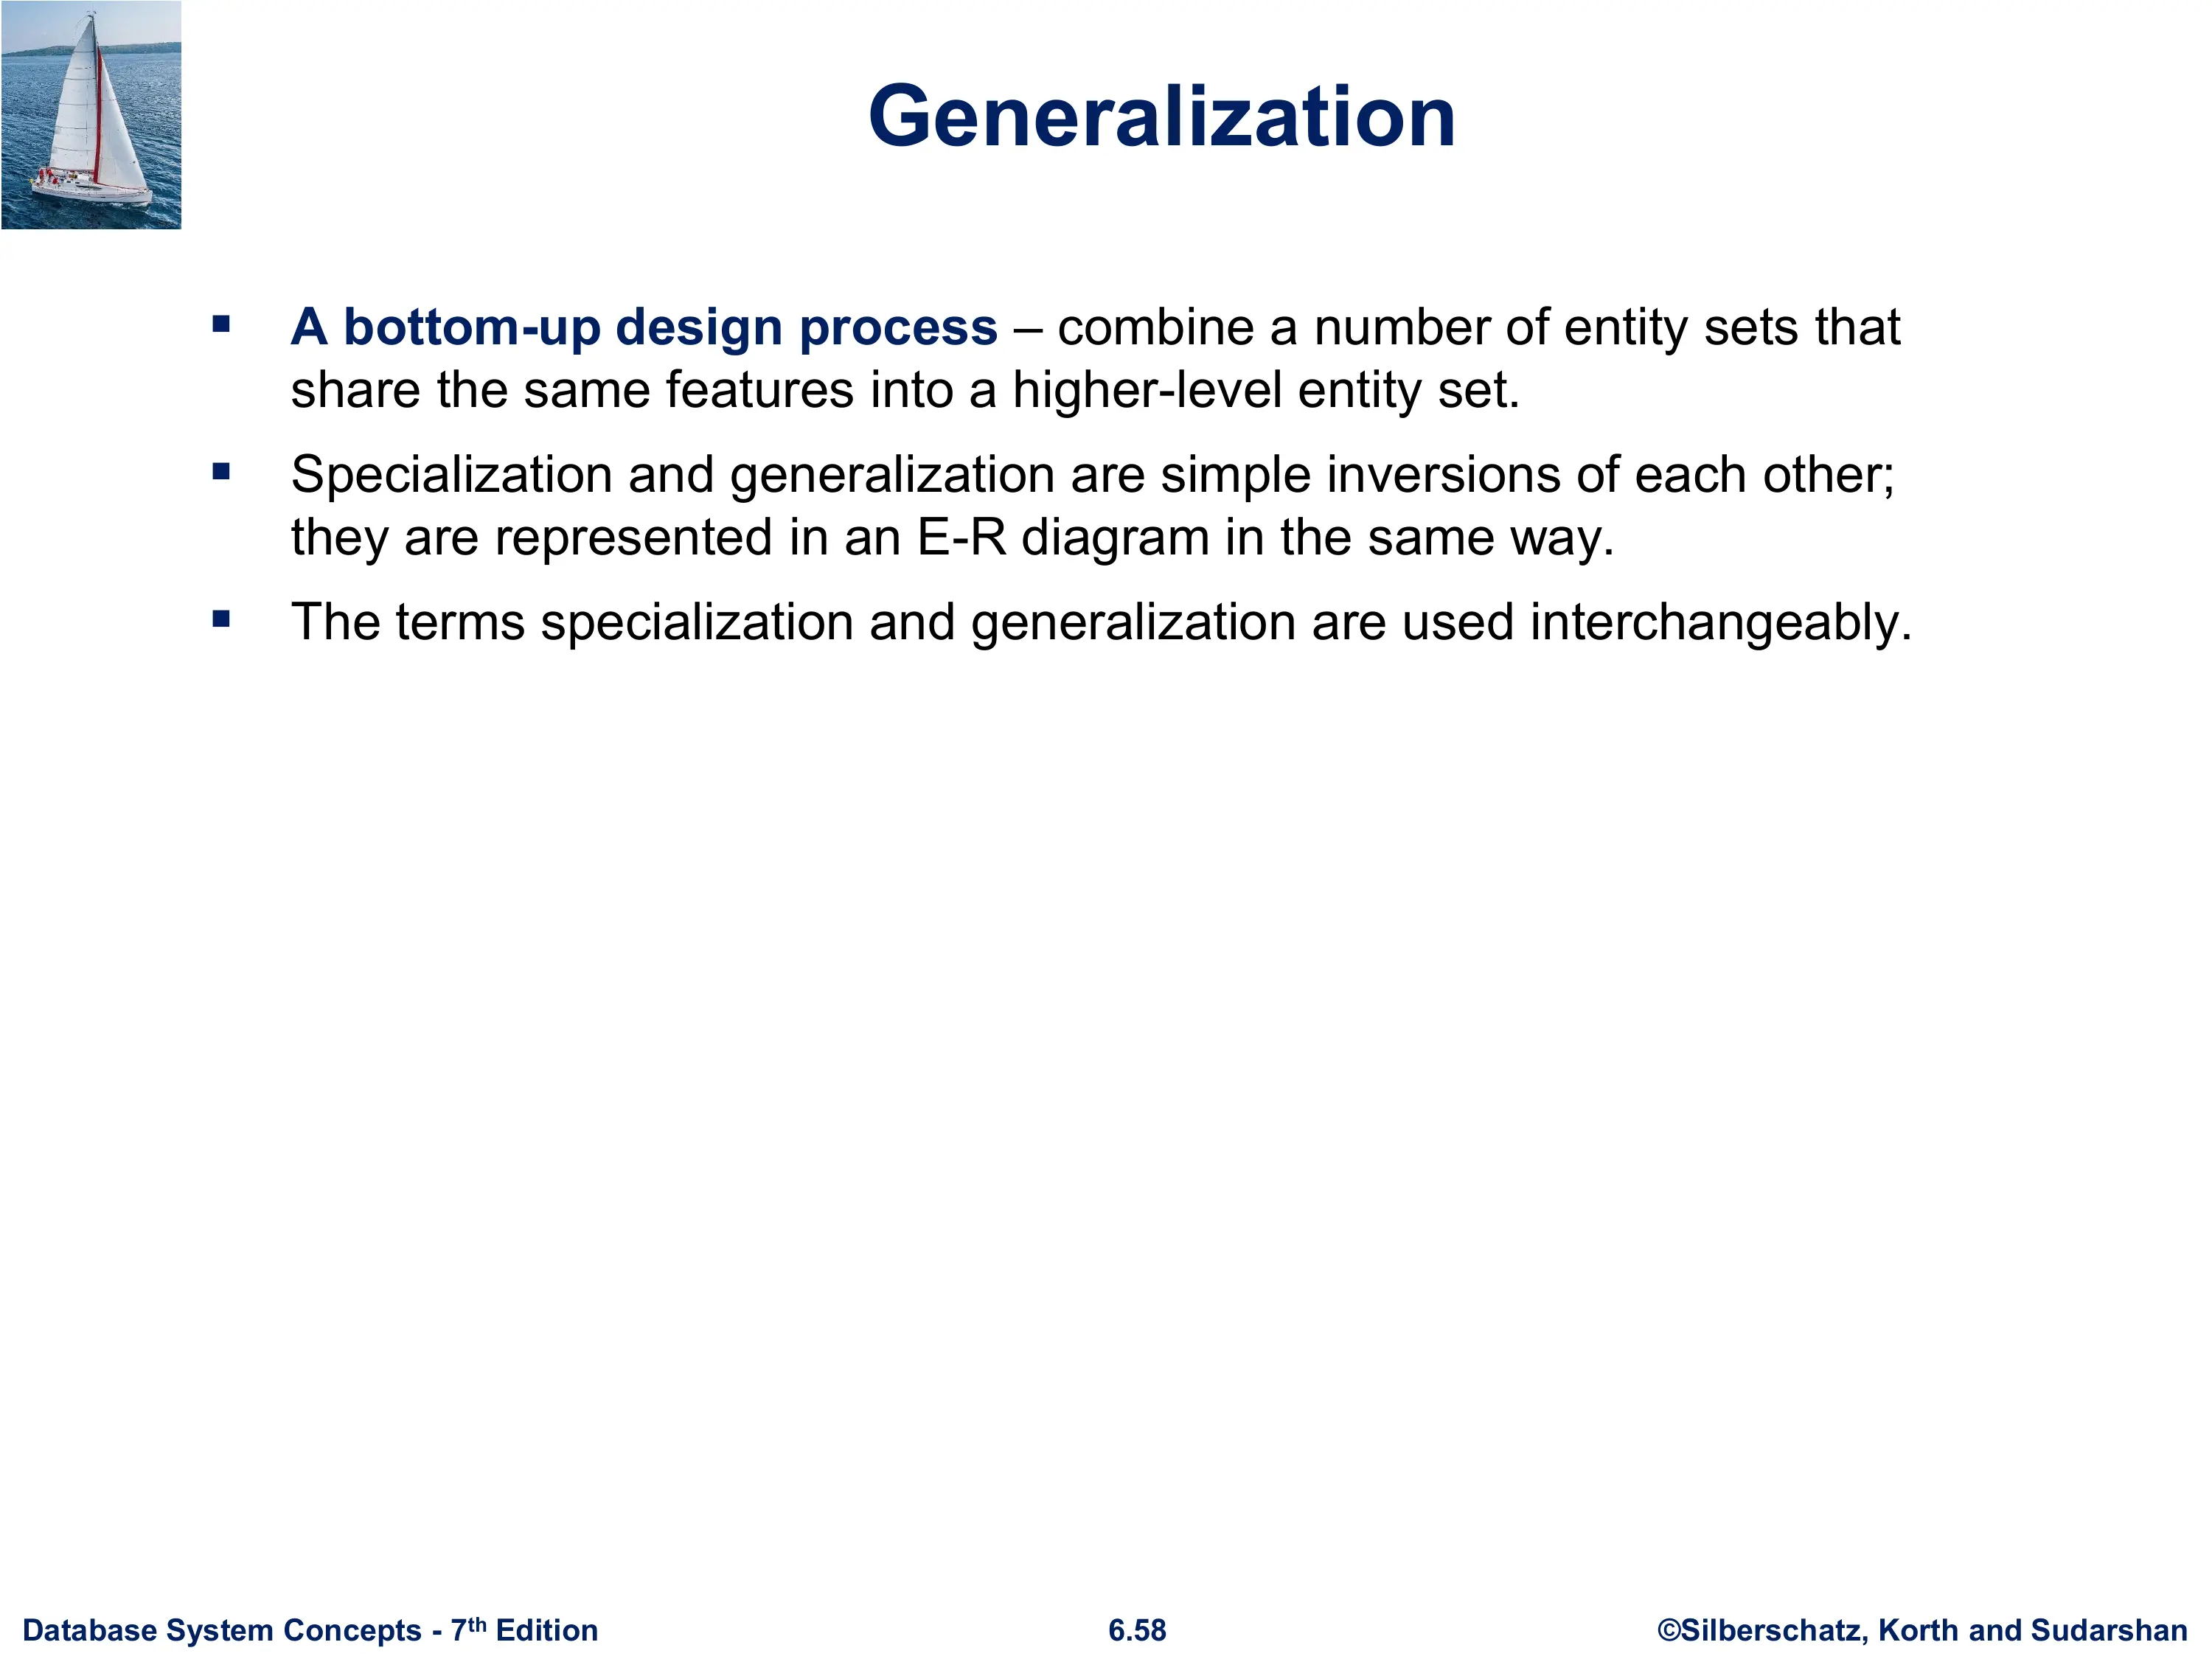 Generalization
▪ A bottom-up design process – combine a number of entity sets that
share the same features into a higher-level entity set.
▪ Specialization and generalization are simple inversions of each other;
they are represented in an E-R diagram in the same way.
▪ The terms specialization and generalization are used interchangeably.
Database System Concepts - 7th Edition
6.58
©Silberschatz, Korth and Sudarshan